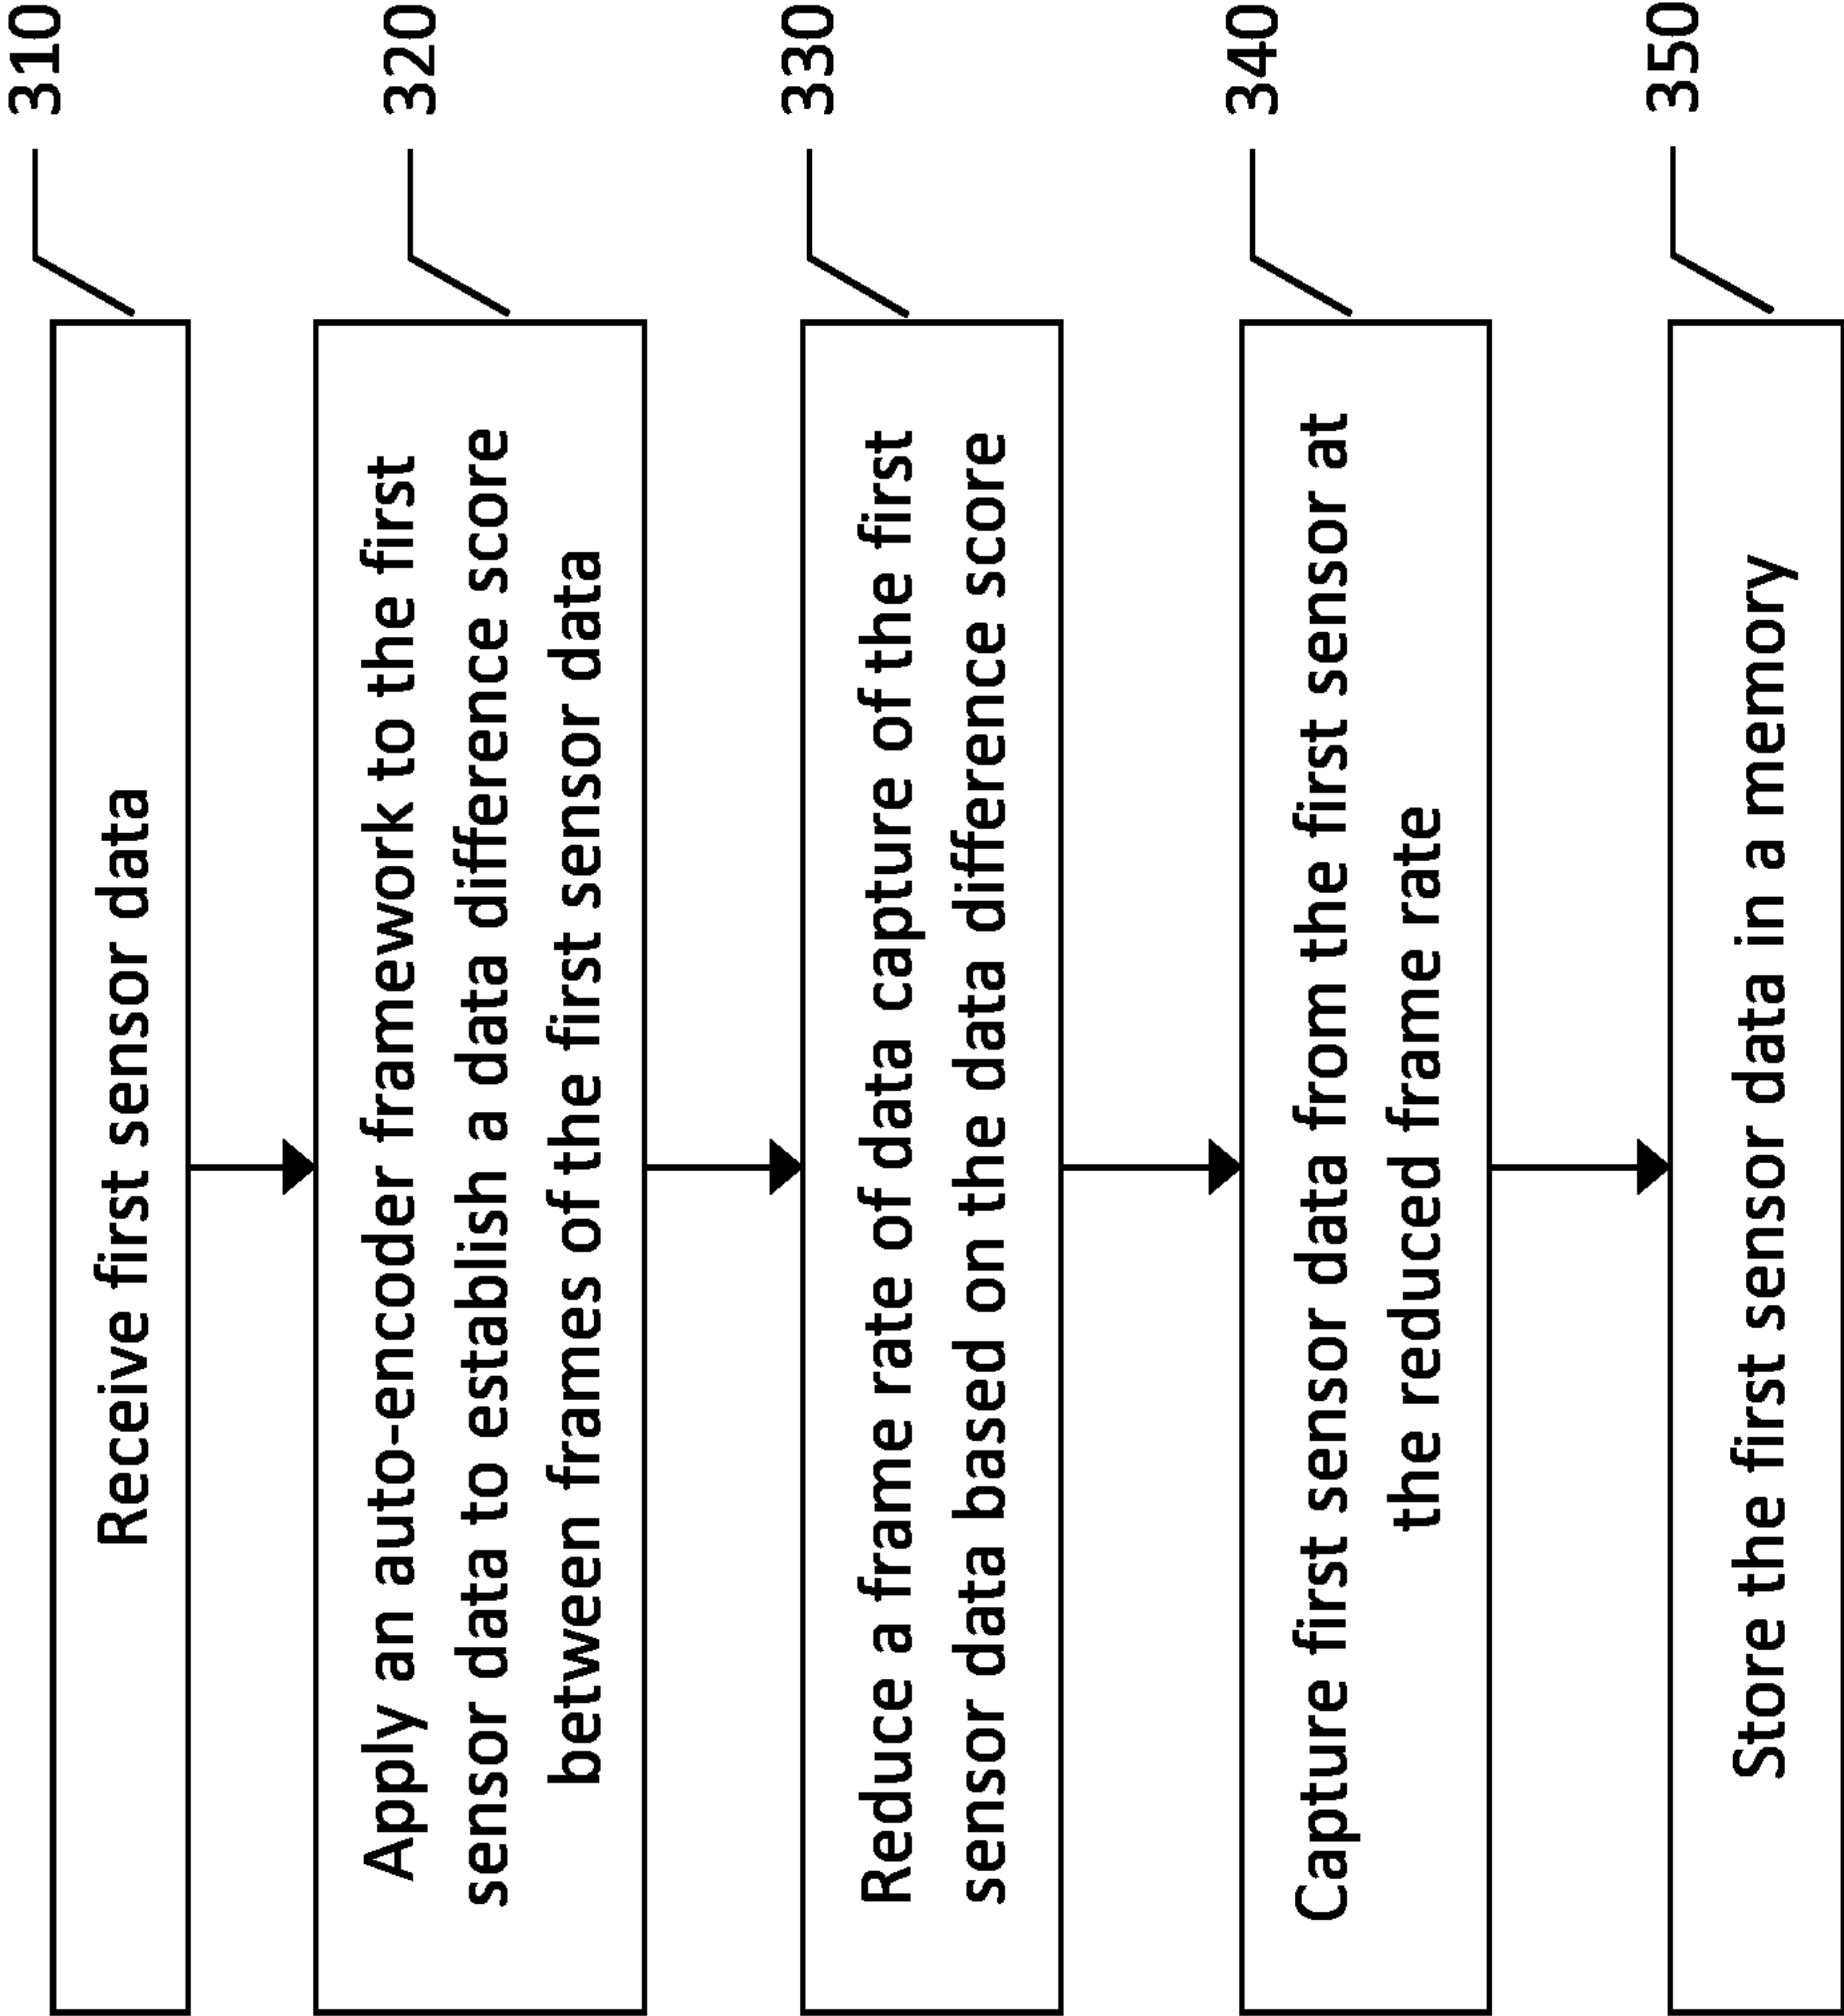 Receive first sensor data
310
Apply an auto-encoder framework to the first
sensor data to establish a data difference score
between frames of the first sensor data
320
Reduce a frame rate of data capture of the first
sensor data based on the data difference score
330
Capture first sensor data from the first sensor at
the reduced frame rate
340
Store the first sensor data in a memory
350